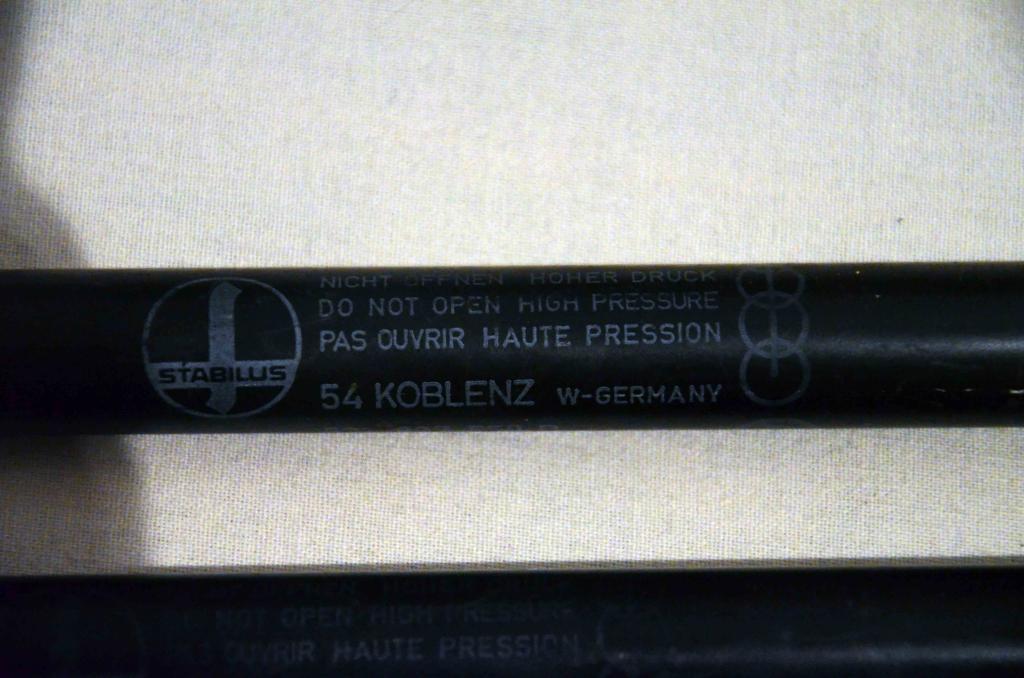 STABILUS
NICHT ÖFFNEN HOHER DRUCK
DO NOT OPEN HIGH PRESSURE
PAS OUVRIR HAUTE PRESSION
54 KOBLENZ W-GERMANY
NOT OPEN HIGH PRESSURE
OUVRIR HAUTE PRESSION